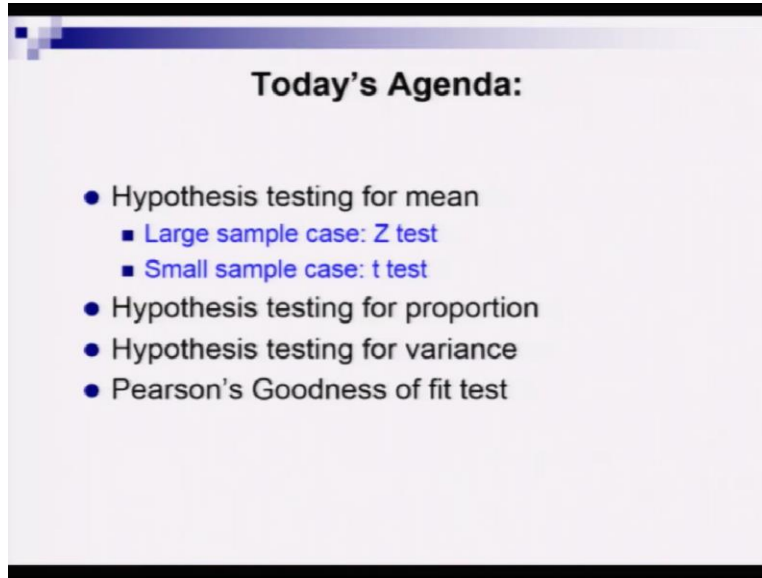 Today's Agenda:
Hypothesis testing for mean
Large sample case: Z test
Small sample case: t test
Hypothesis testing for proportion
Hypothesis testing for variance
Pearson's Goodness of fit test